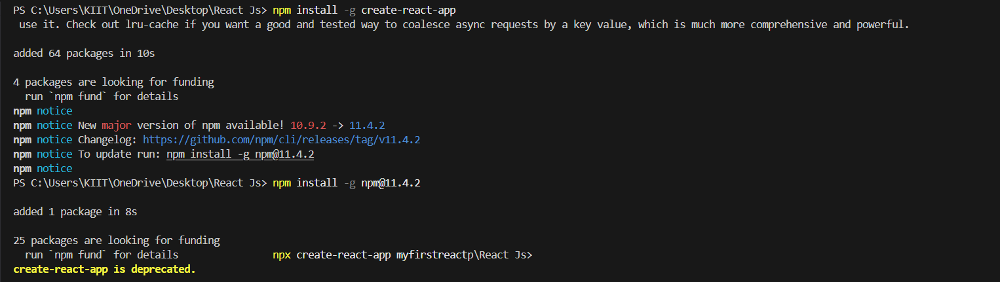 PS C:\Users\KIIT\OneDrive\Desktop\React Js> npm install -g create-react-app
use it. Check out lru-cache if you want a good and tested way to coalesce async requests by a key value, which is much more comprehensive and powerful.
added 64 packages in 10s
4 packages are looking for funding
run `npm fund` for details
npm notice
npm notice New major version of npm available! 10.9.2 -> 11.4.2
npm notice Changelog: https://github.com/npm/cli/releases/tag/v11.4.2
npm notice To update run: npm install -g npm@11.4.2
npm notice
PS C:\Users\KIIT\OneDrive\Desktop\React Js> npm install -g npm@11.4.2
added 1 package in 8s
25 packages are looking for funding
run `npm fund` for details npx create-react-app myfirstreactp\React Js>
create-react-app is deprecated.